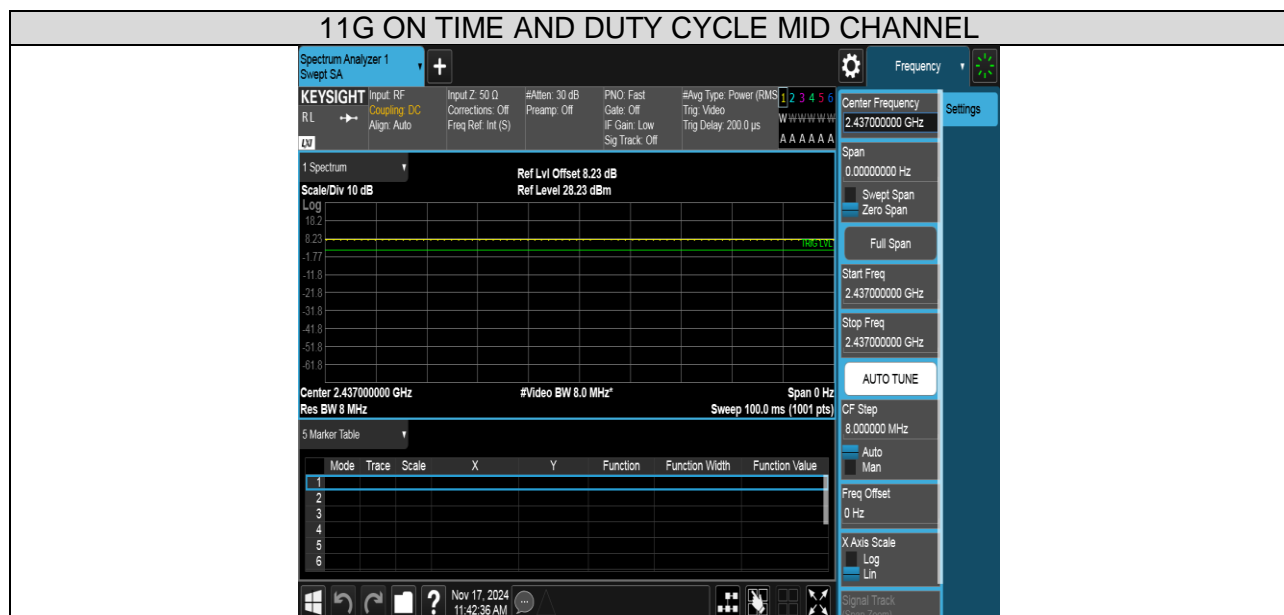 11G ON TIME AND DUTY CYCLE MID CHANNEL
Spectrum Analyzer 1
Swept SA
+
Frequency
KEYSIGHT
RL
LXI
Input: RF
Coupling: DC
Align: Auto
Input Z: 50 Ω
Corrections: Off
Freq Ref: Int (S)
#Atten: 30 dB
Preamp: Off
PNO: Fast
Gate: Off
IF Gain: Low
Sig Track: Off
#Avg Type: Power (RMS
Trig: Video
Trig Delay: 200.0 µs
1 2 3 4 5 6
W W W W W W
A A A A A A
1 Spectrum
Scale/Div 10 dB
Ref Lvl Offset 8.23 dB
Ref Level 28.23 dBm
Log
18.2
8.23
-1.77
-11.8
-21.8
-31.8
-41.8
-51.8
-61.8
TRIG LVL
Center 2.437000000 GHz
#Video BW 8.0 MHz*
Span 0 Hz
Res BW 8 MHz
Sweep 100.0 ms (1001 pts)
5 Marker Table
Mode Trace Scale X Y Function Function Width Function Value
1
2
3
4
5
6
?
Nov 17, 2024
11:42:36 AM
Center Frequency
2.437000000 GHz
Settings
Span
0.00000000 Hz
Swept Span
Zero Span
Full Span
Start Freq
2.437000000 GHz
Stop Freq
2.437000000 GHz
AUTO TUNE
CF Step
8.000000 MHz
Auto
Man
Freq Offset
0 Hz
X Axis Scale
Log
Lin
Signal Track